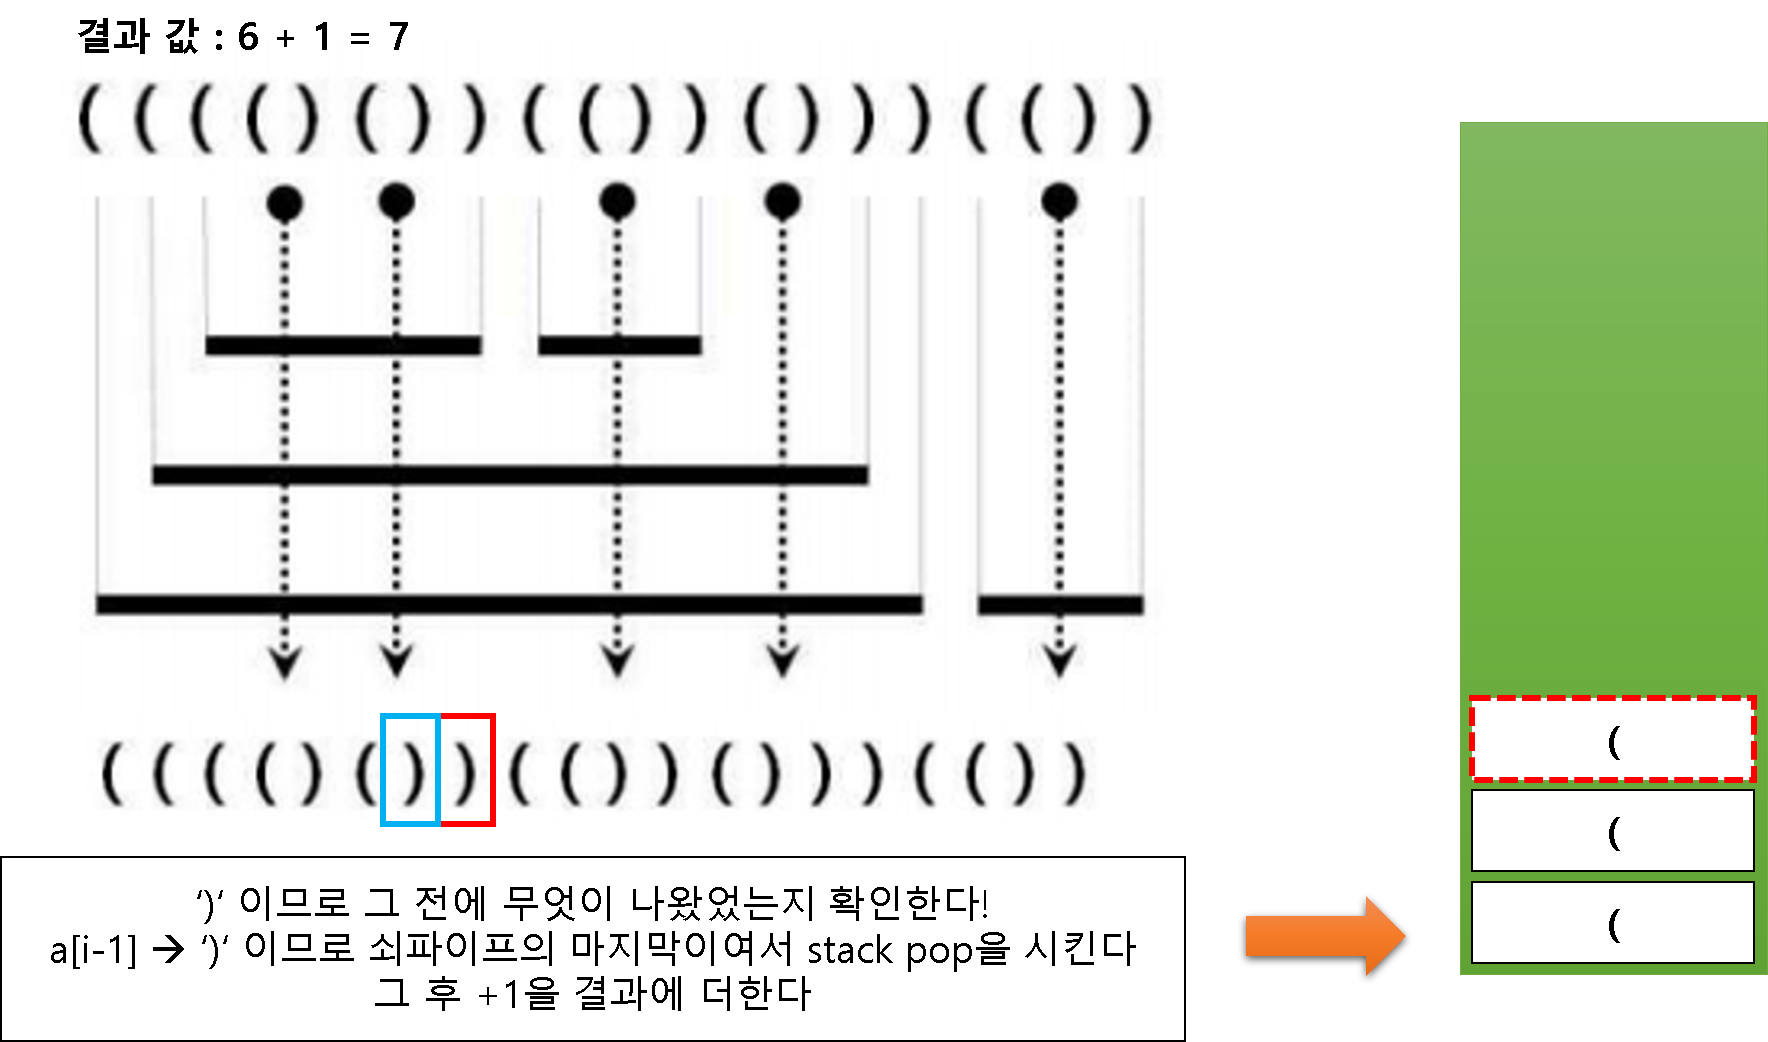 결과 값 : 6 + 1 = 7
( ( ( ( ) ( ) ) ( ( ) ) ( ) ) ) ( ( ) )
( ( ( ( ) ( ) ) ( ( ) ) ( ) ) ) ( ( ) )
(
(
(
‘)‘ 이므로 그 전에 무엇이 나왔었는지 확인한다!
a[i-1] → ‘)‘ 이므로 쇠파이프의 마지막이여서 stack pop을 시킨다
그 후 +1을 결과에 더한다